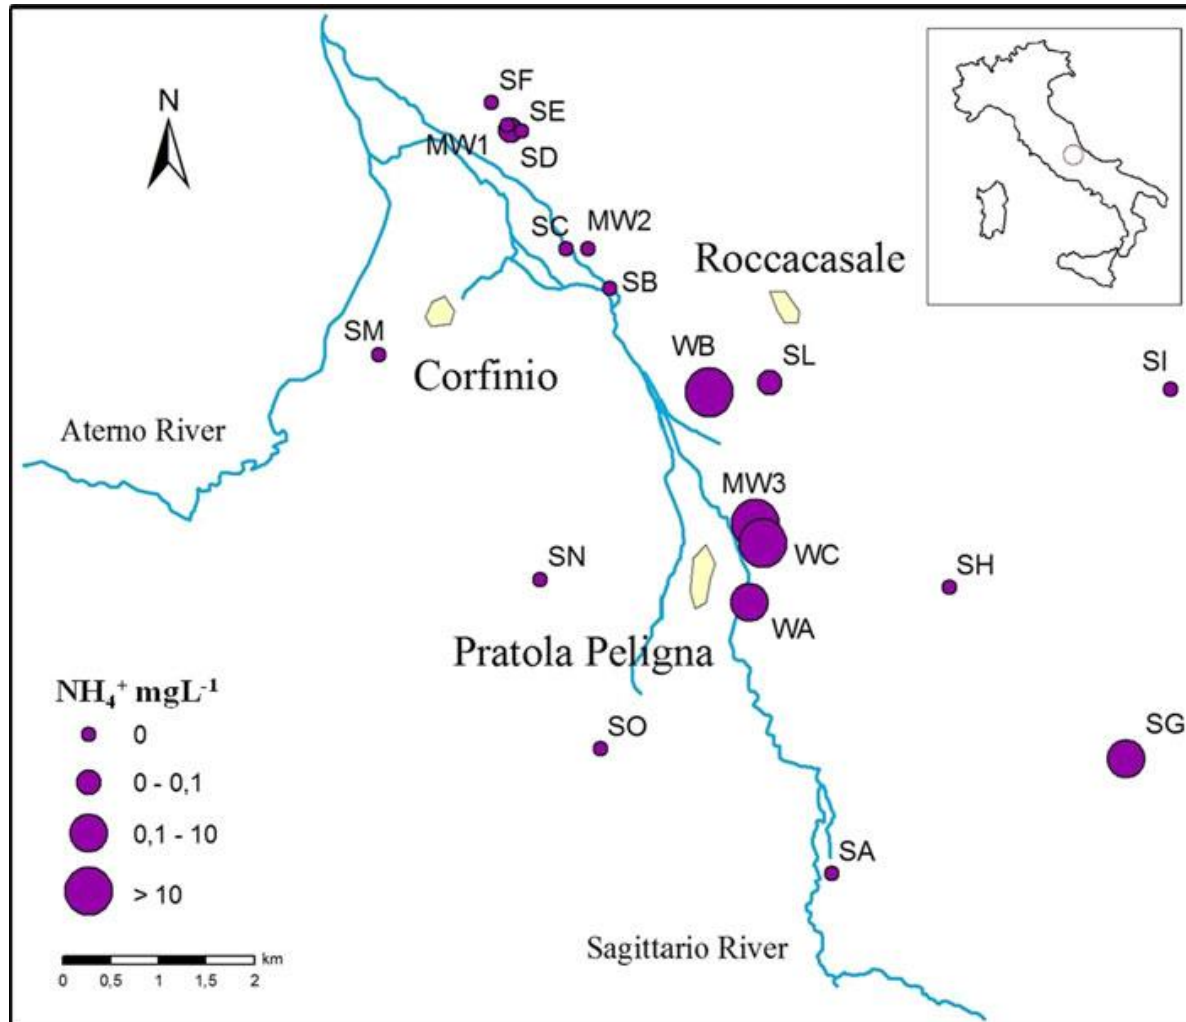 N
SF
SE
MW1
SD
SC
MW2
SB
Roccacasale
SM
WB
SL
SI
Corfinio
Aterno River
MW3
WC
SN
SH
WA
Pratola Peligna
NH₄⁺ mgL⁻¹
0
0 - 0,1
0,1 - 10
> 10
SO
SG
SA
Sagittario River
km
0 0,5 1 1,5 2